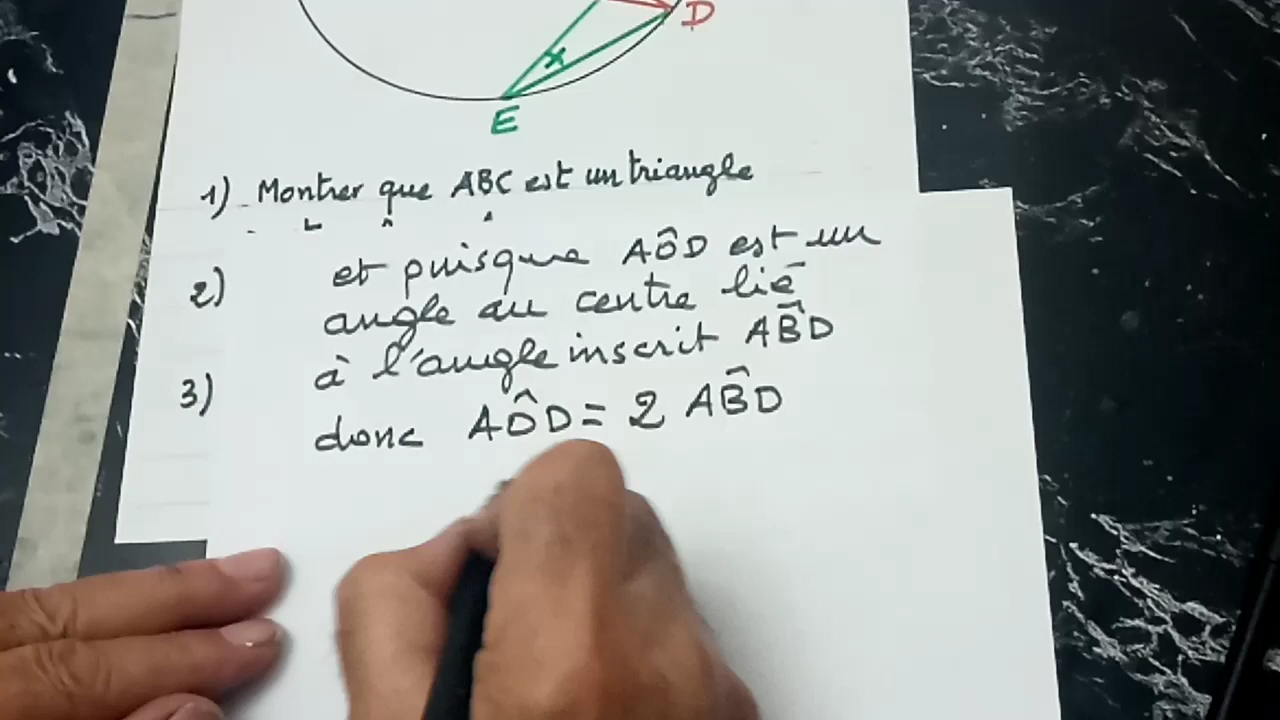 D
x
E
1) Montrer que ABC est un triangle
2)
et puisque AÔD est un
angle au centre lié
à l'angle inscrit AB̂D
3)
donc AÔD = 2 AB̂D